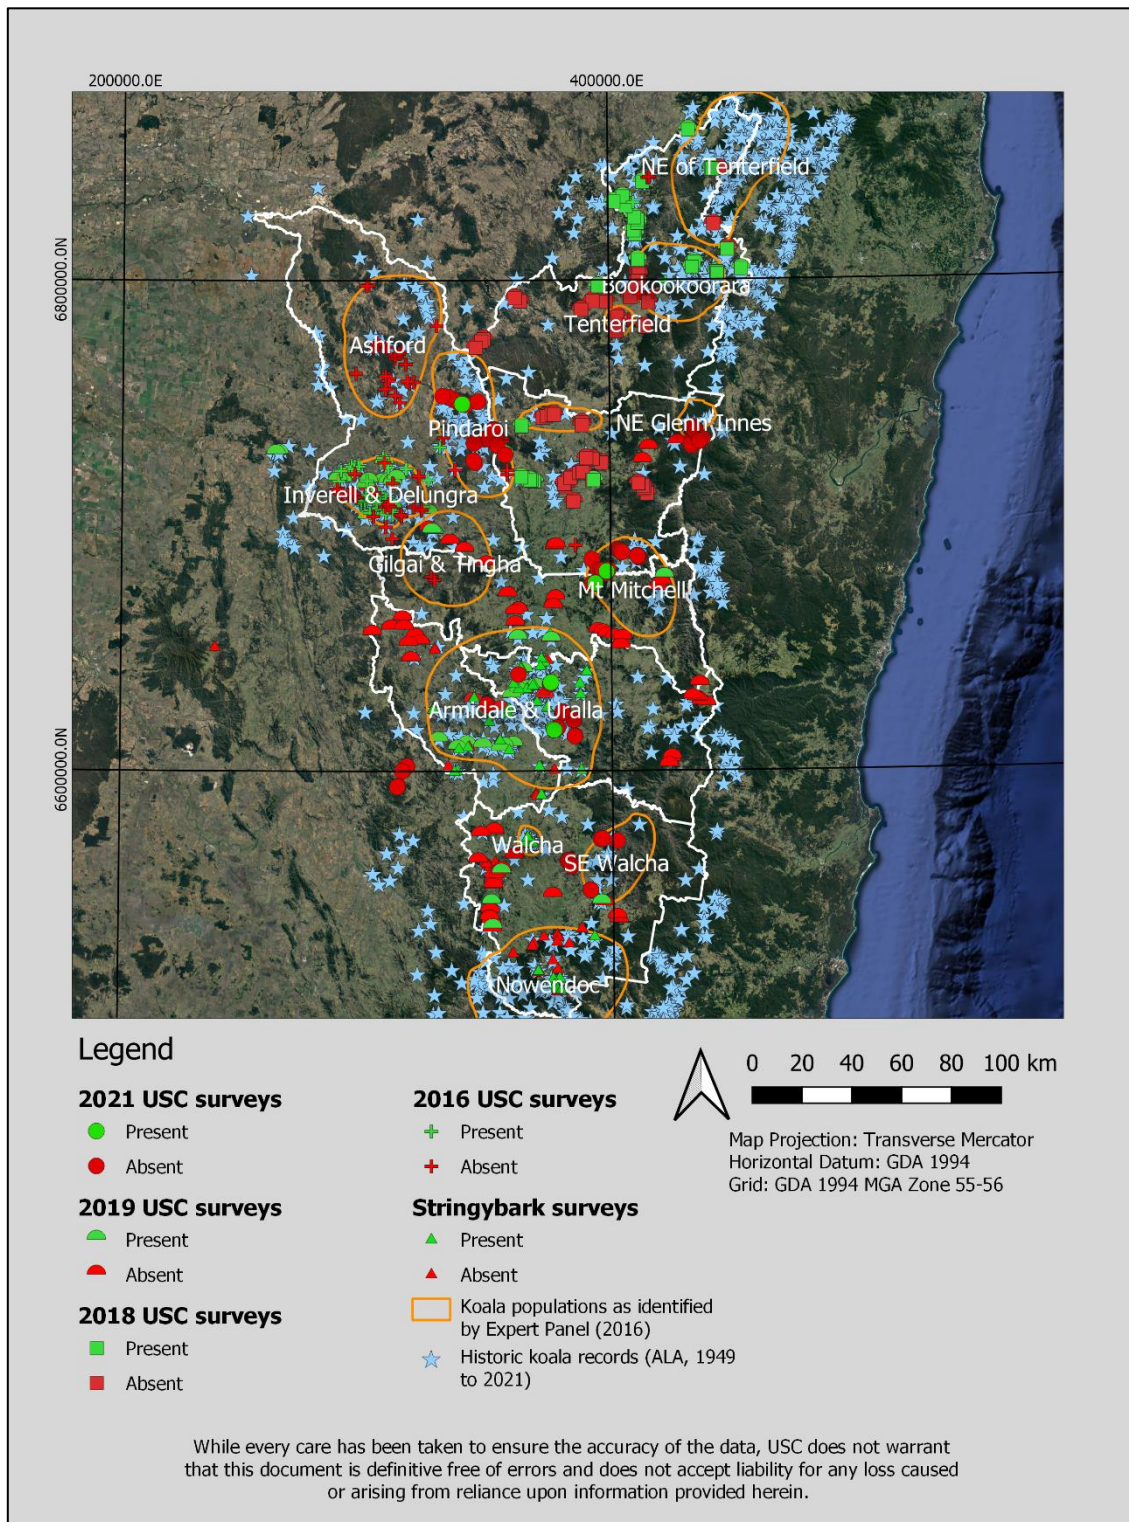 200000.0E
400000.0E
6800000.0N
6600000.0N
NE of Tenterfield
Bookookoorara
Tenterfield
Ashford
Pindaroi
NE Glenn Innes
Inverell & Delungra
Gilgai & Tingha
Mt Mitchell
Armidale & Uralla
Walcha
SE Walcha
Nowendoc
Legend
2021 USC surveys
Present
Absent
2019 USC surveys
Present
Absent
2018 USC surveys
Present
Absent
2016 USC surveys
Present
Absent
Stringybark surveys
Present
Absent
Koala populations as identified
by Expert Panel (2016)
Historic koala records (ALA, 1949
to 2021)
0 20 40 60 80 100 km
Map Projection: Transverse Mercator
Horizontal Datum: GDA 1994
Grid: GDA 1994 MGA Zone 55-56
While every care has been taken to ensure the accuracy of the data, USC does not warrant
that this document is definitive free of errors and does not accept liability for any loss caused
or arising from reliance upon information provided herein.